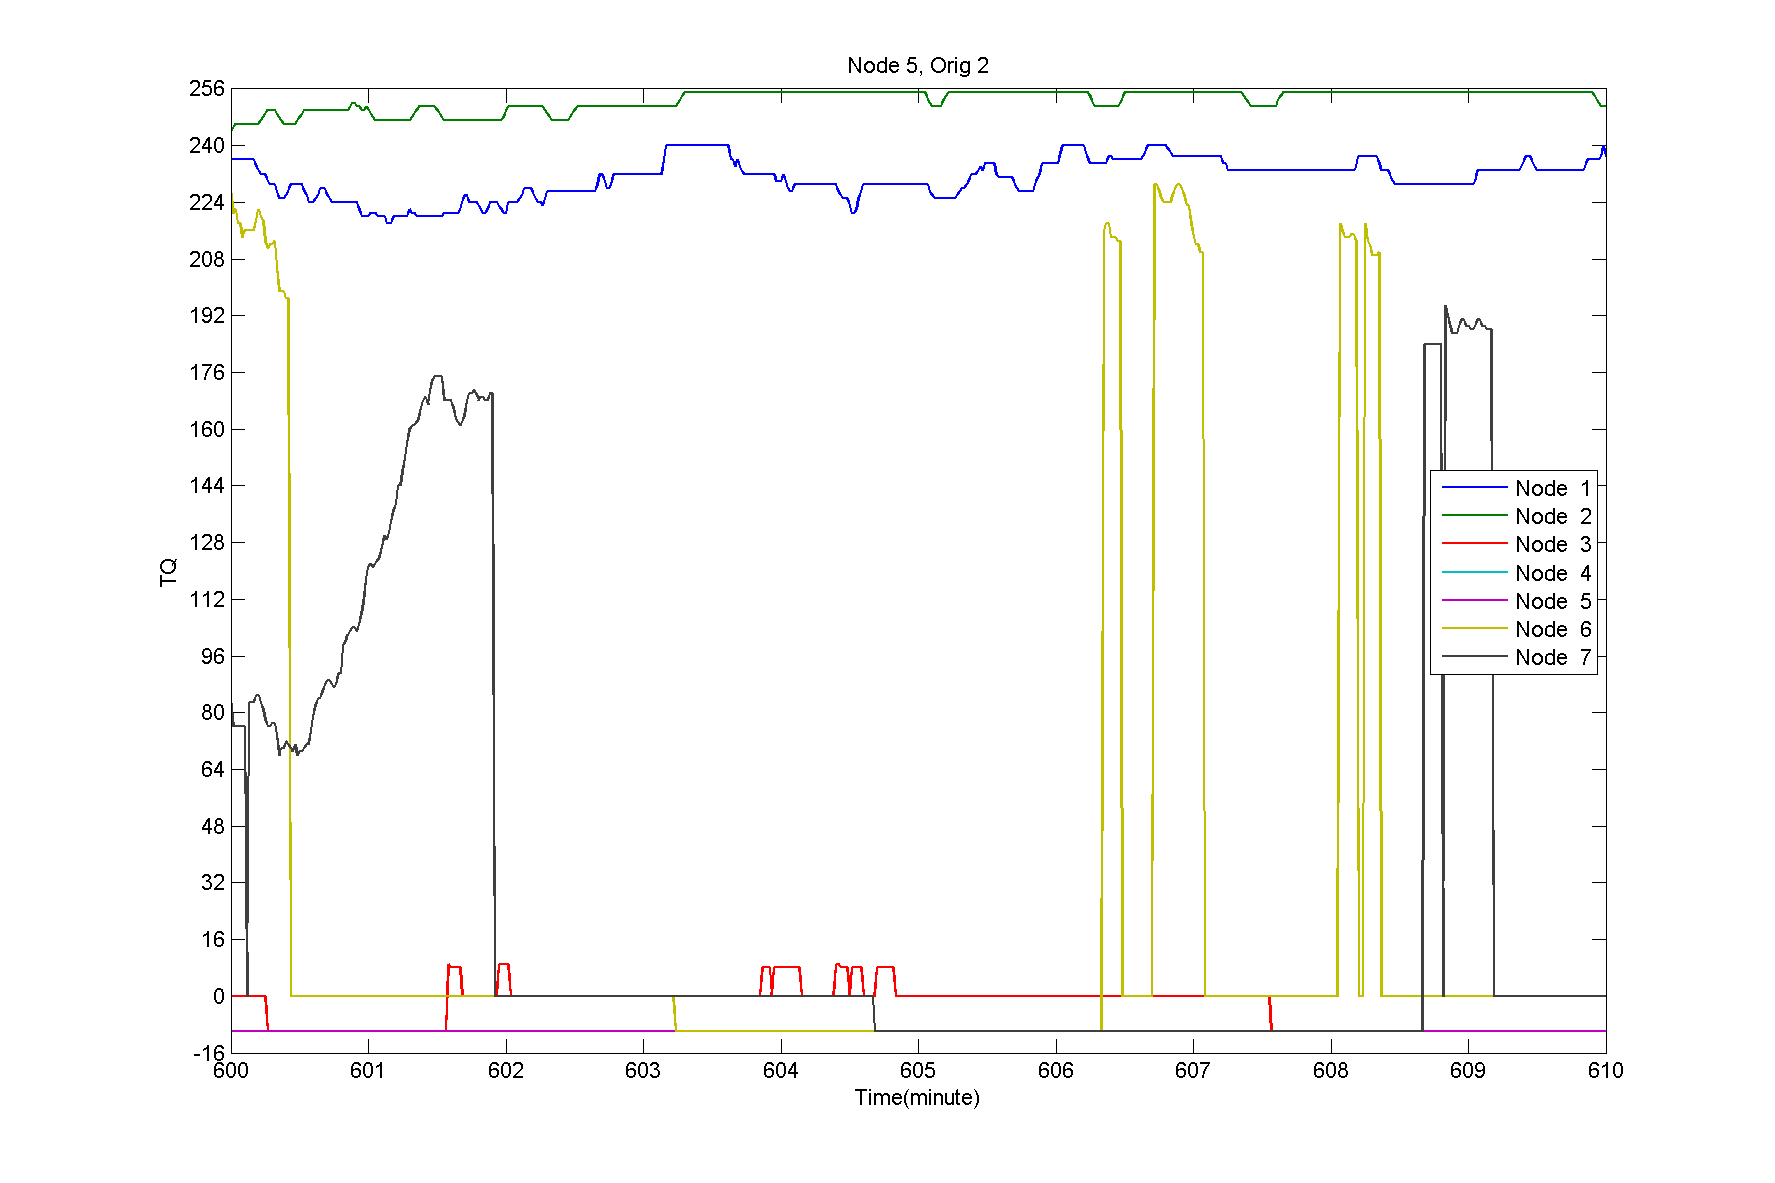 Node 5, Orig 2
256
240
224
208
192
176
160
144
128
112
96
80
64
48
32
16
0
-16
TQ
Node 1
Node 2
Node 3
Node 4
Node 5
Node 6
Node 7
600 601 602 603 604 605 606 607 608 609 610
Time(minute)